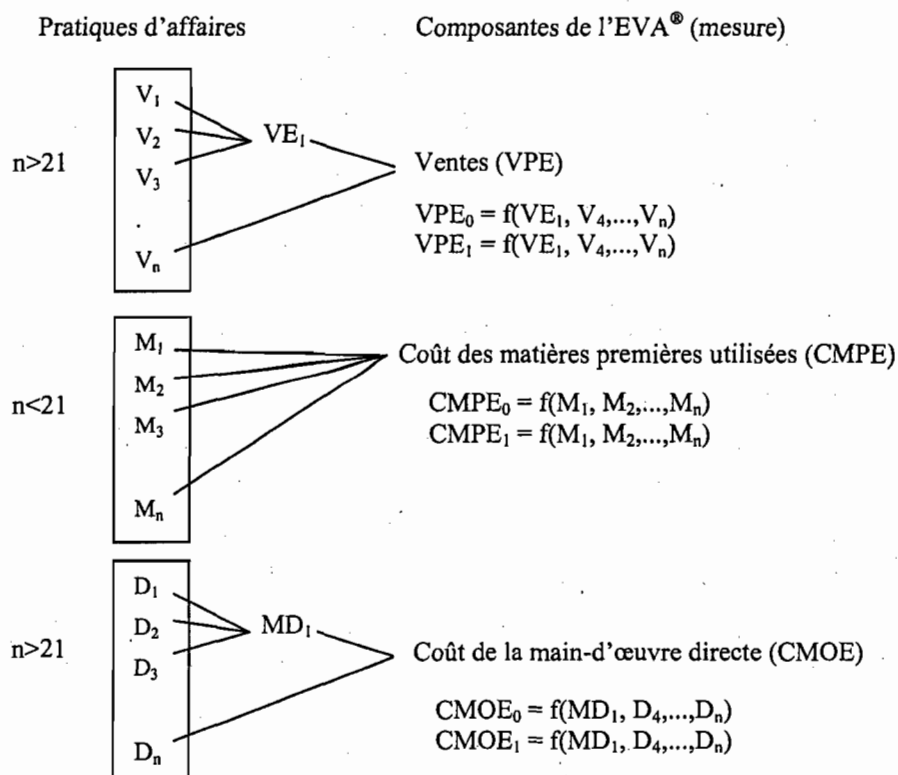 Pratiques d'affaires Composantes de l'EVA® (mesure)
V₁
V₂ VE₁
n>21 V₃ Ventes (VPE)
.
VPE₀ = f(VE₁, V₄,...,Vₙ)
Vₙ VPE₁ = f(VE₁, V₄,...,Vₙ)
M₁ Coût des matières premières utilisées (CMPE)
M₂
n<21 M₃ CMPE₀ = f(M₁, M₂,...,Mₙ)
CMPE₁ = f(M₁, M₂,...,Mₙ)
Mₙ
D₁
D₂ MD₁
n>21 D₃ Coût de la main-d'œuvre directe (CMOE)
CMOE₀ = f(MD₁, D₄,...,Dₙ)
Dₙ CMOE₁ = f(MD₁, D₄,...,Dₙ)